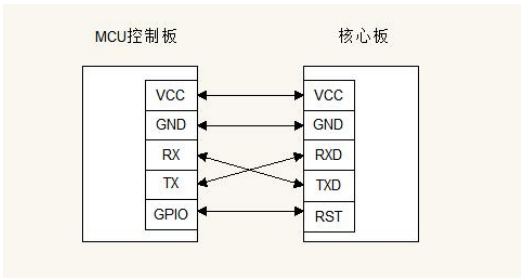 MCU控制板 核心板
VCC VCC
GND GND
RX RXD
TX TXD
GPIO RST